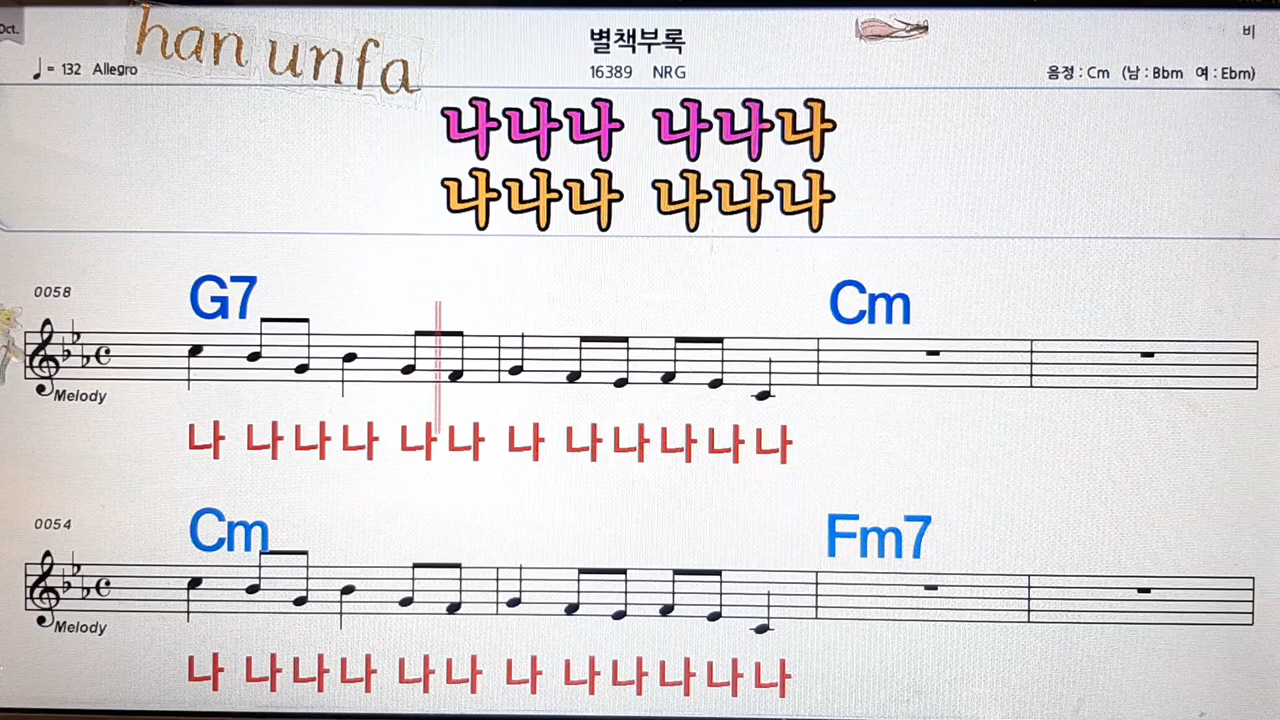 Oct.
han unfa
별책부록
비
♩= 132 Allegro
16389 NRG
음정 : Cm (남 : Bbm 여 : Ebm)
나나나 나나나
나나나 나나나
0058
G7 Cm
Melody
나 나 나 나 나 나 나 나 나 나 나 나
0054
Cm Fm7
Melody
나 나 나 나 나 나 나 나 나 나 나 나